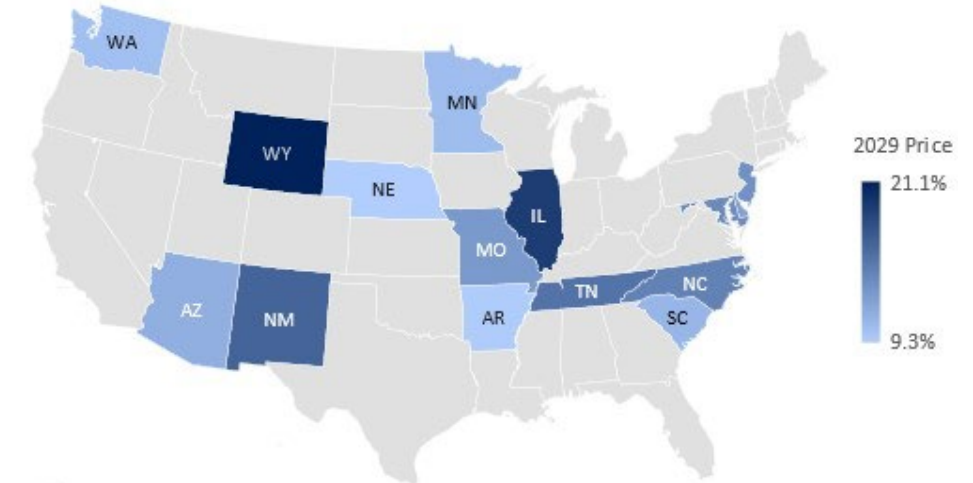 WA
MN
WY
NE
IL
MO
AZ
NM
AR
TN
NC
SC
2029 Price
21.1%
9.3%